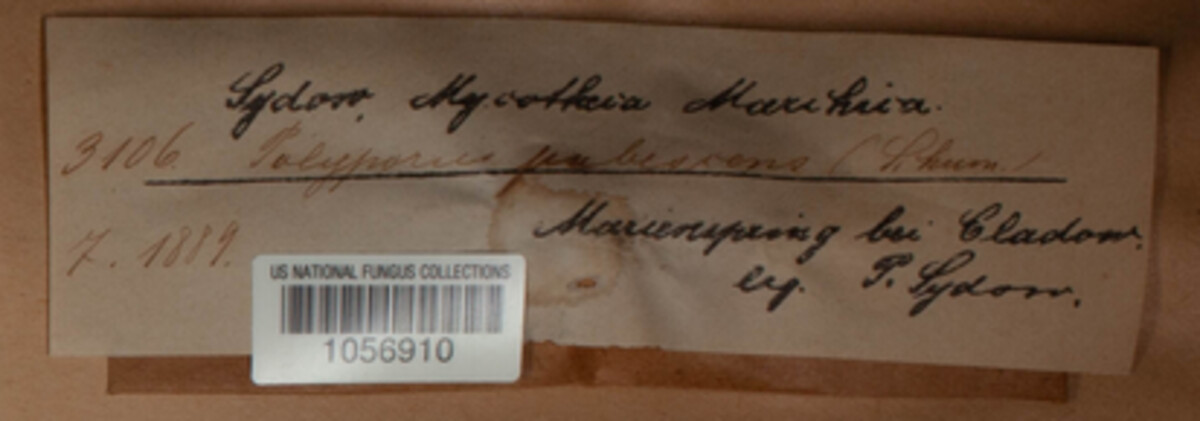 Sydow, Mycotheca Marchica.
3106. Polyporus pubescens (Schum.)
Marienspring bei Cladow.
7. 1889.
leg. P. Sydow.
US NATIONAL FUNGUS COLLECTIONS
1056910